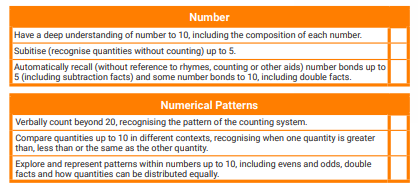 Number
Have a deep understanding of number to 10, including the composition of each number.
Subitise (recognise quantities without counting) up to 5.
Automatically recall (without reference to rhymes, counting or other aids) number bonds up to
5 (including subtraction facts) and some number bonds to 10, including double facts.
Numerical Patterns
Verbally count beyond 20, recognising the pattern of the counting system.
Compare quantities up to 10 in different contexts, recognising when one quantity is greater
than, less than or the same as the other quantity.
Explore and represent patterns within numbers up to 10, including evens and odds, double
facts and how quantities can be distributed equally.